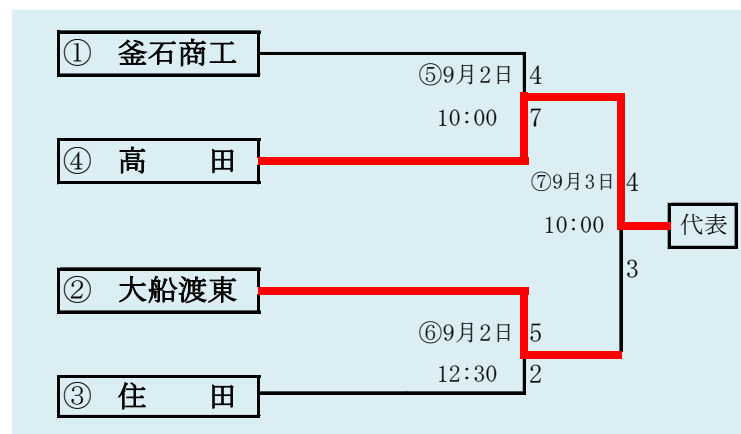 ① 釜石商工
⑤9月2日 4
10:00 7
④ 高 田
⑦9月3日 4
10:00
代表
3
② 大船渡東
⑥9月2日 5
12:30 2
③ 住 田